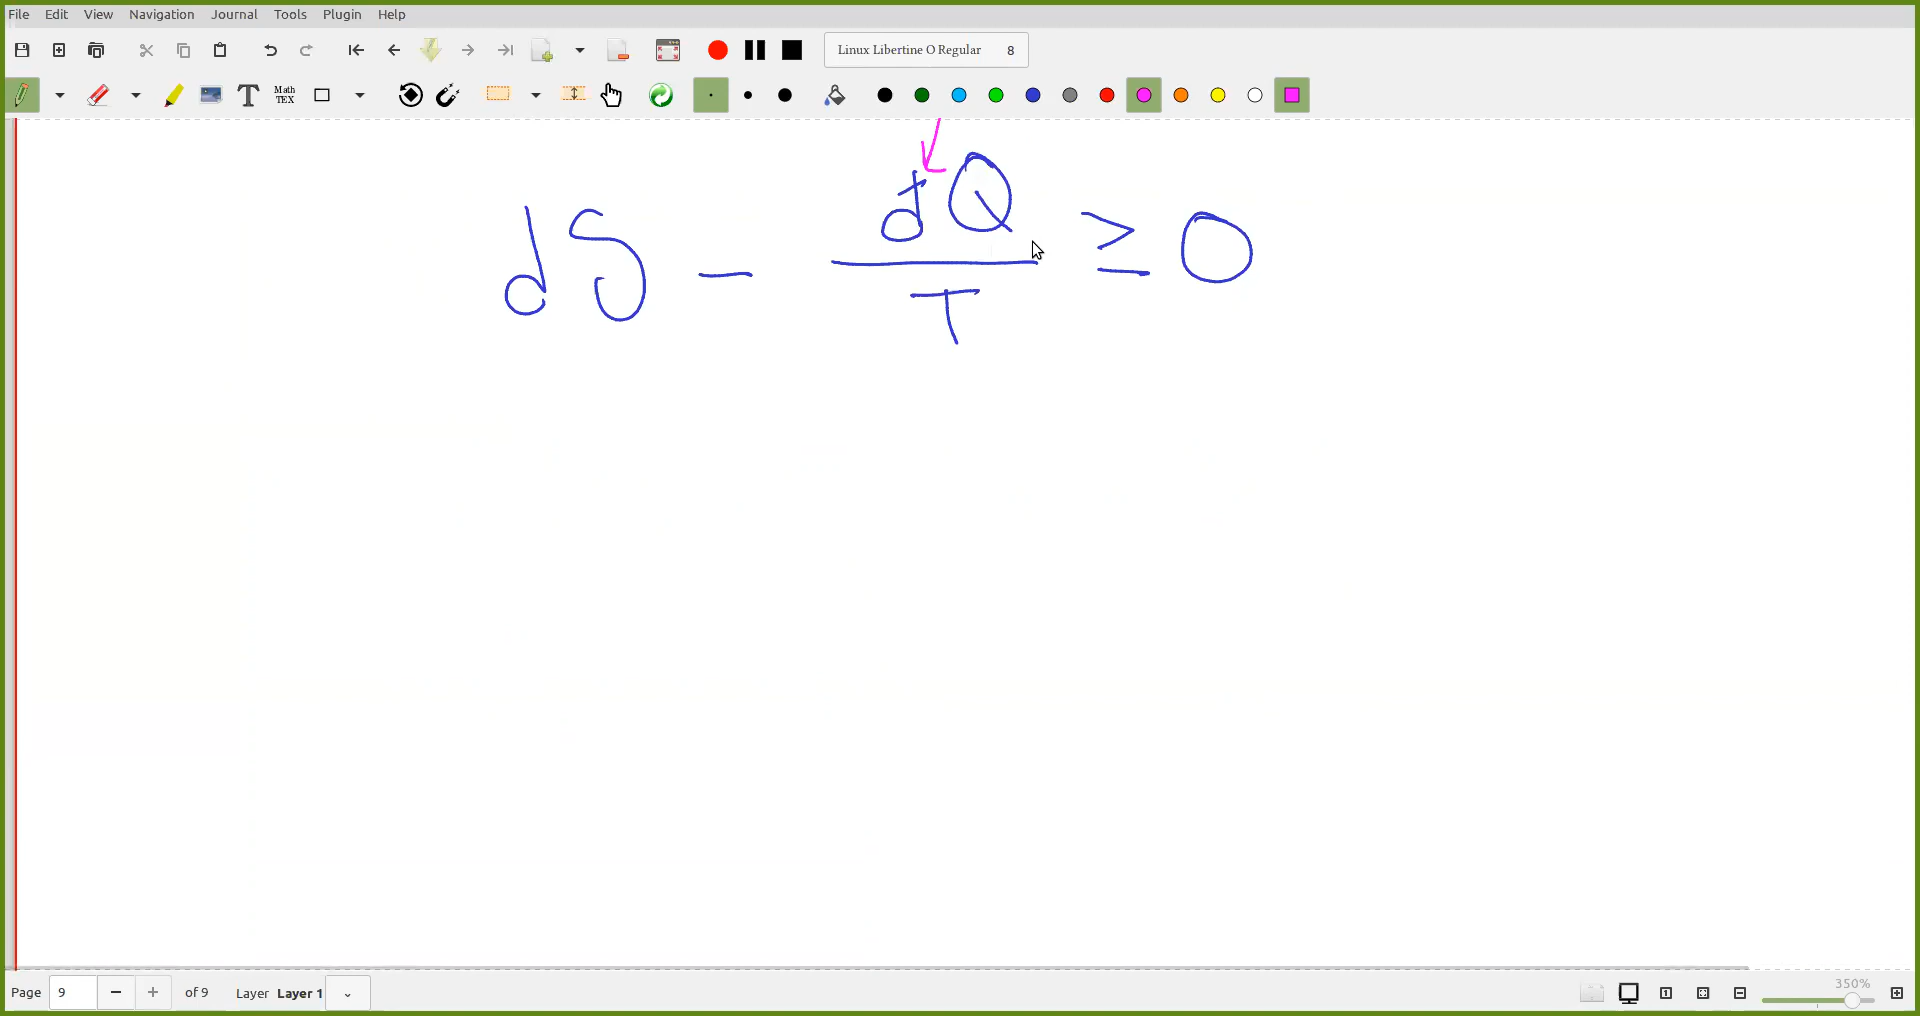 File Edit View Navigation Journal Tools Plugin Help
Linux Libertine O Regular 8
T Math TEX
dS - đQ/T ≥ 0
350%
Page 9 of 9 Layer Layer 1